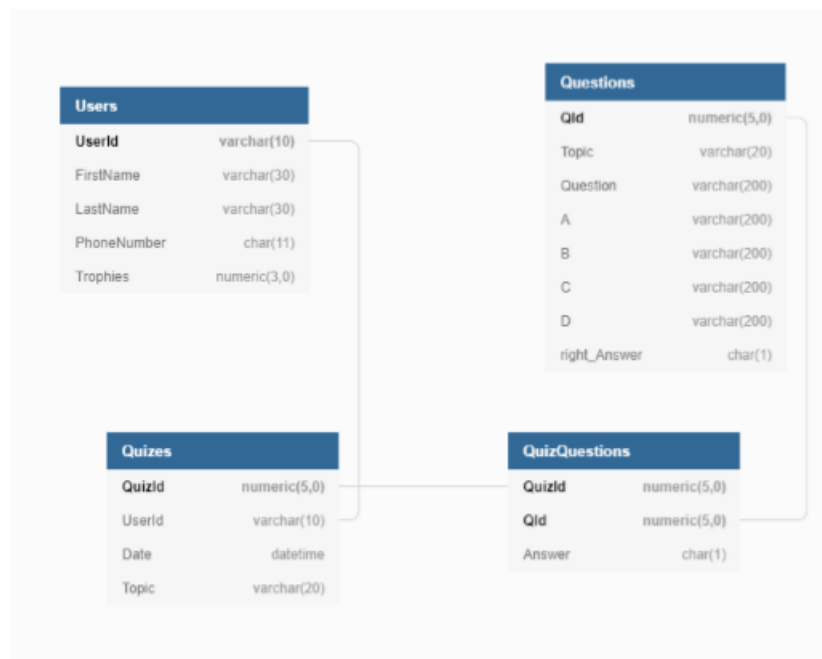 Users
UserId varchar(10)
FirstName varchar(30)
LastName varchar(30)
PhoneNumber char(11)
Trophies numeric(3,0)
Questions
QId numeric(5,0)
Topic varchar(20)
Question varchar(200)
A varchar(200)
B varchar(200)
C varchar(200)
D varchar(200)
right_Answer char(1)
Quizes
QuizId numeric(5,0)
UserId varchar(10)
Date datetime
Topic varchar(20)
QuizQuestions
QuizId numeric(5,0)
QId numeric(5,0)
Answer char(1)